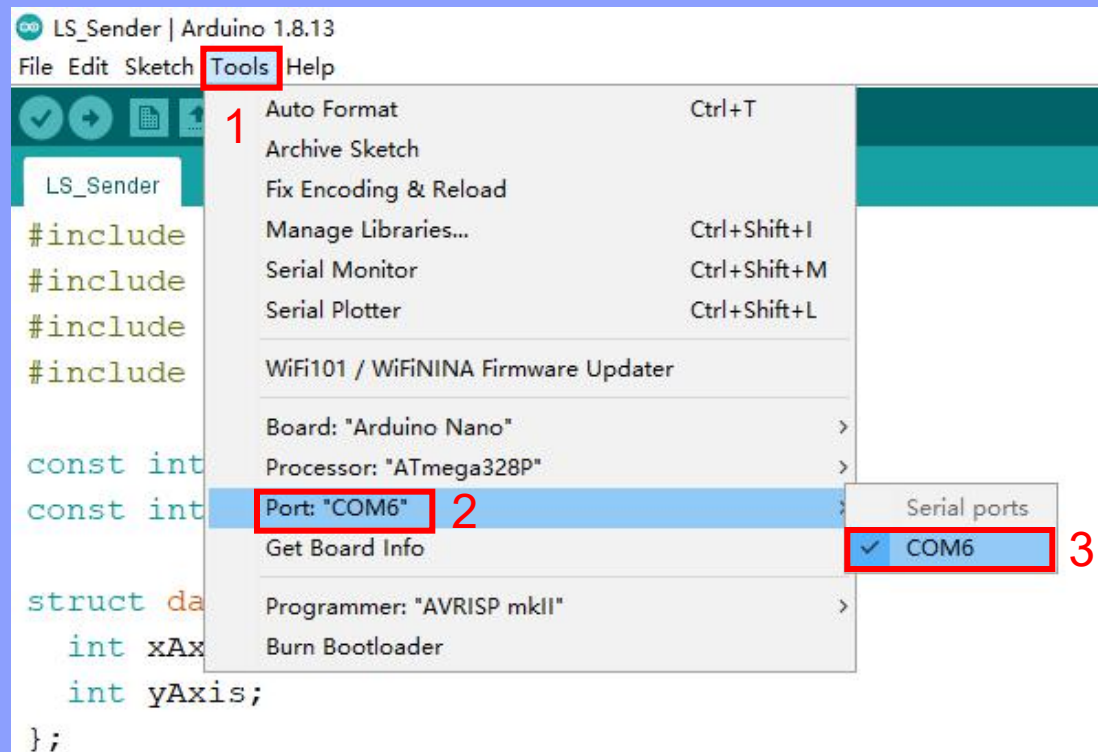 LS_Sender | Arduino 1.8.13
File Edit Sketch Tools Help
1
Auto Format Ctrl+T
Archive Sketch
Fix Encoding & Reload
Manage Libraries... Ctrl+Shift+I
Serial Monitor Ctrl+Shift+M
Serial Plotter Ctrl+Shift+L
WiFi101 / WiFiNINA Firmware Updater
Board: "Arduino Nano"
Processor: "ATmega328P"
Port: "COM6" 2
Get Board Info
Programmer: "AVRISP mkII"
Burn Bootloader
Serial ports
COM6 3
LS_Sender
#include
#include
#include
#include
const int
const int
struct da
int xAx
int yAxis;
};